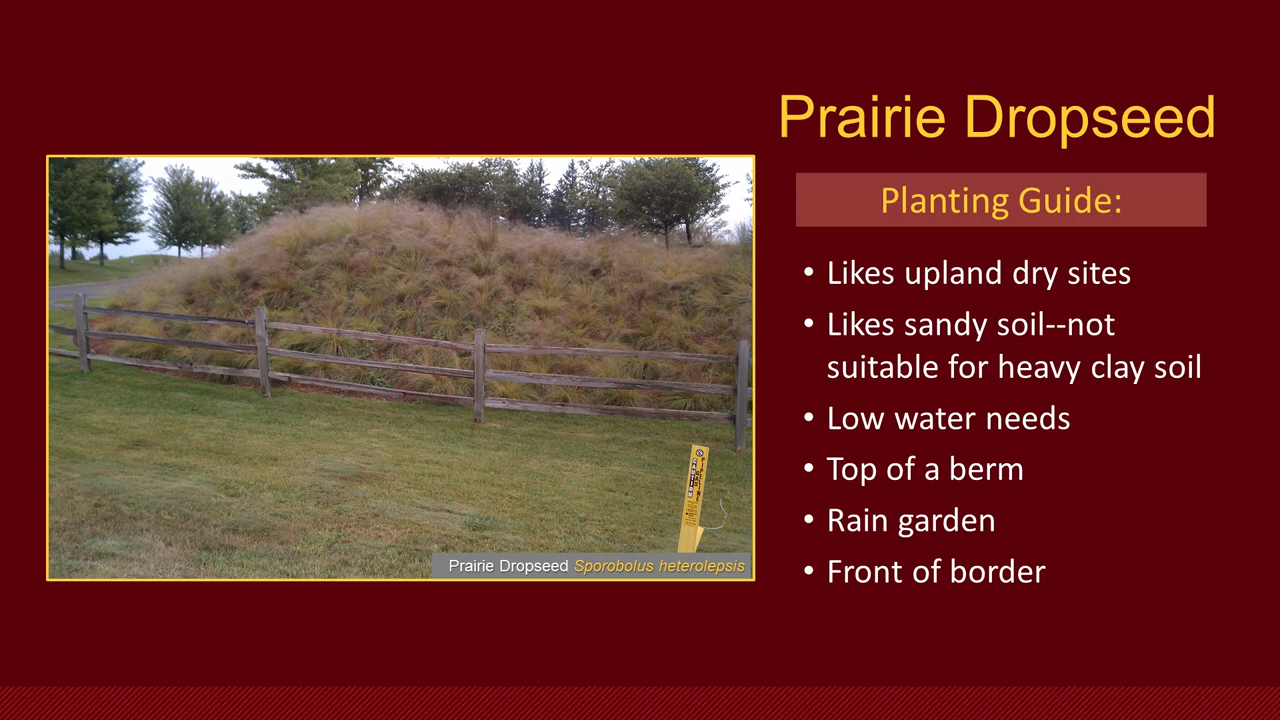 Prairie Dropseed
Planting Guide:
• Likes upland dry sites
• Likes sandy soil--not
suitable for heavy clay soil
• Low water needs
• Top of a berm
• Rain garden
• Front of border
Prairie Dropseed Sporobolus heterolepsis